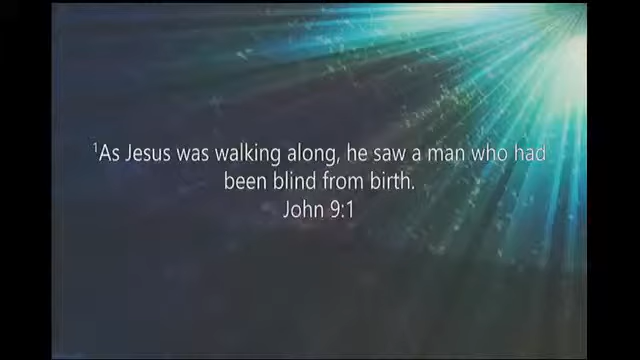 ¹As Jesus was walking along, he saw a man who had
been blind from birth.
John 9:1